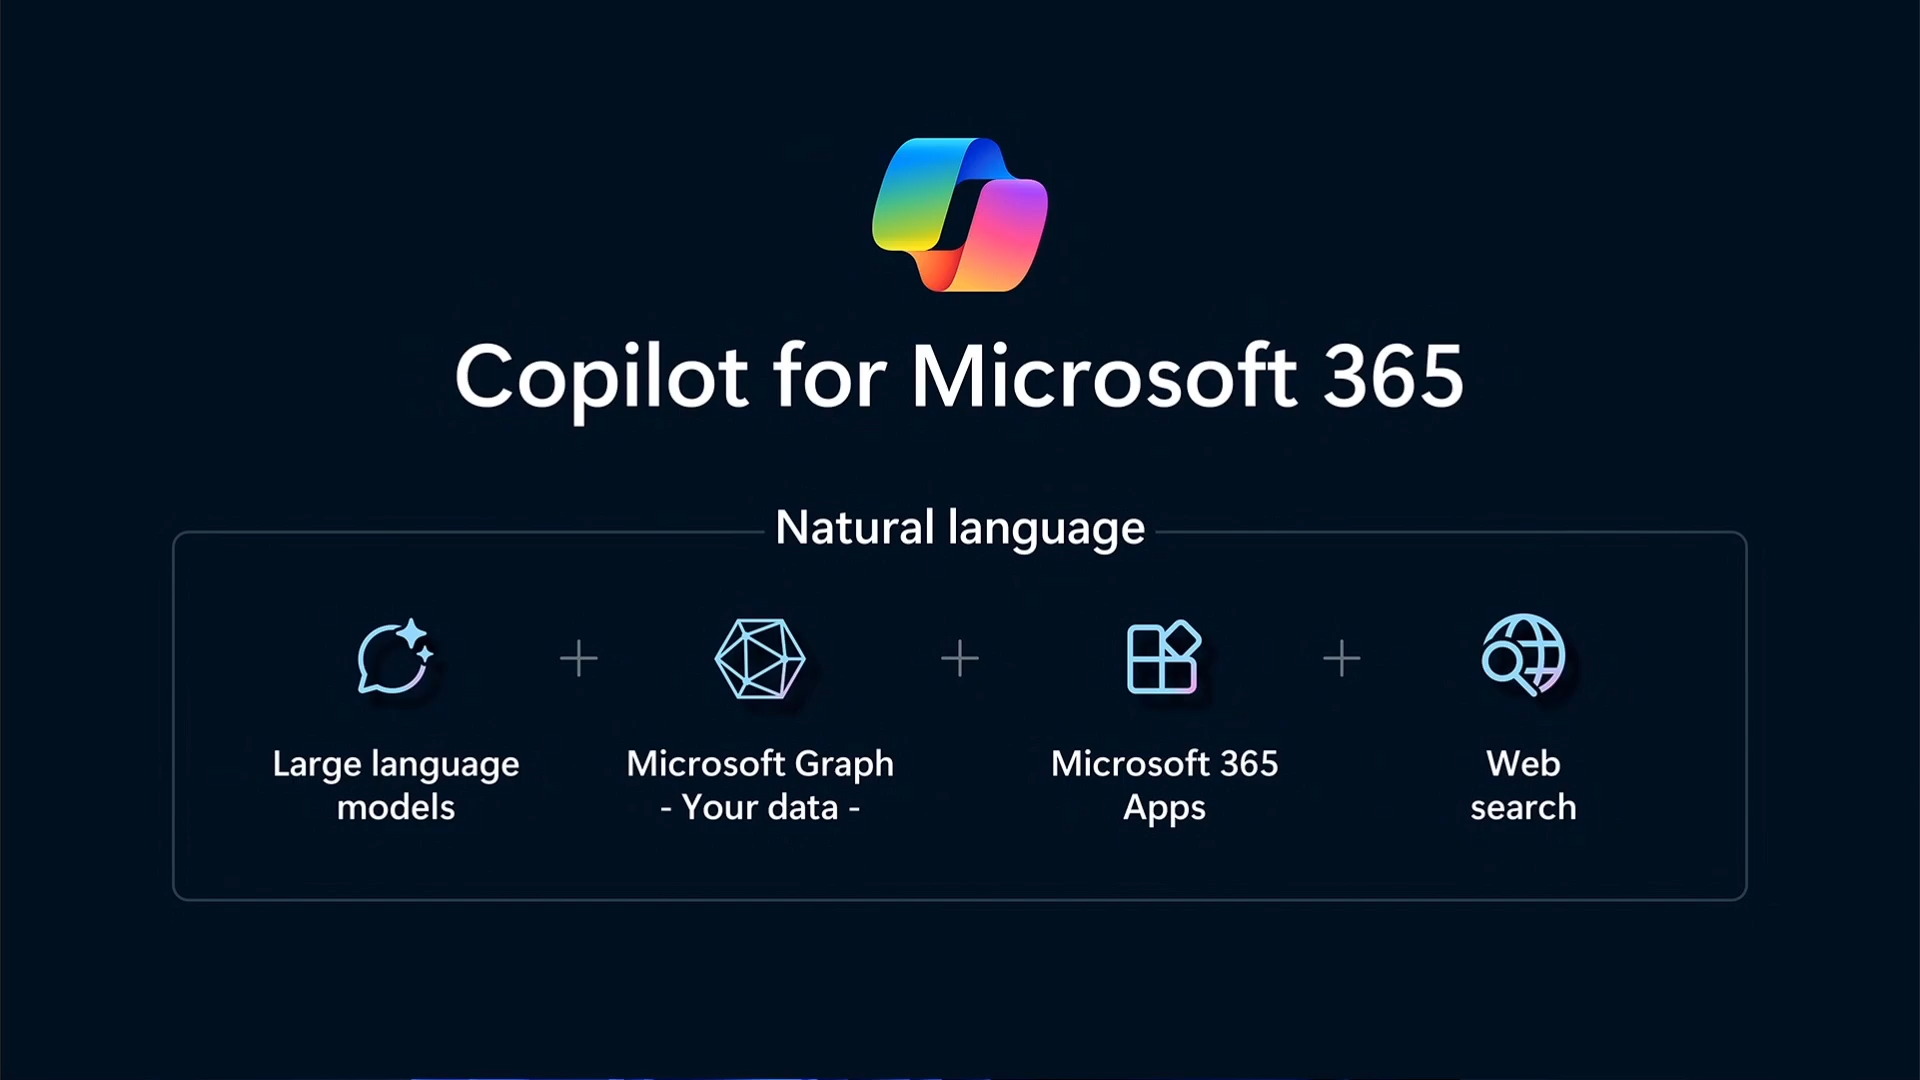 Copilot for Microsoft 365
Natural language
Large language
models
Microsoft Graph
- Your data -
Microsoft 365
Apps
Web
search